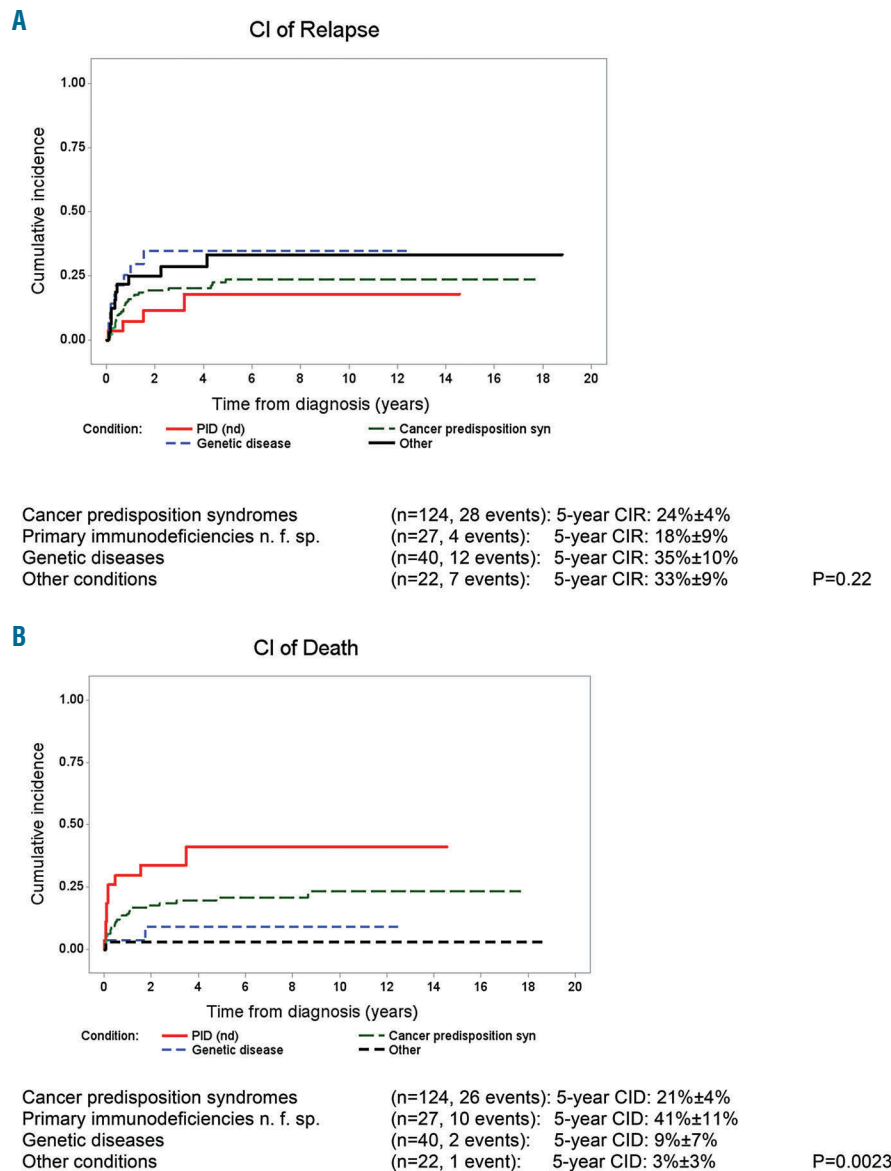 A
CI of Relapse
1.00
0.75
0.50
0.25
0.00
Cumulative incidence
0 2 4 6 8 10 12 14 16 18 20
Time from diagnosis (years)
Condition: PID (nd) Cancer predisposition syn
Genetic disease Other
Cancer predisposition syndromes (n=124, 28 events): 5-year CIR: 24%±4%
Primary immunodeficiencies n. f. sp. (n=27, 4 events): 5-year CIR: 18%±9%
Genetic diseases (n=40, 12 events): 5-year CIR: 35%±10%
Other conditions (n=22, 7 events): 5-year CIR: 33%±9% P=0.22
B
CI of Death
1.00
0.75
0.50
0.25
0.00
Cumulative incidence
0 2 4 6 8 10 12 14 16 18 20
Time from diagnosis (years)
Condition: PID (nd) Cancer predisposition syn
Genetic disease Other
Cancer predisposition syndromes (n=124, 26 events): 5-year CID: 21%±4%
Primary immunodeficiencies n. f. sp. (n=27, 10 events): 5-year CID: 41%±11%
Genetic diseases (n=40, 2 events): 5-year CID: 9%±7%
Other conditions (n=22, 1 event): 5-year CID: 3%±3% P=0.0023